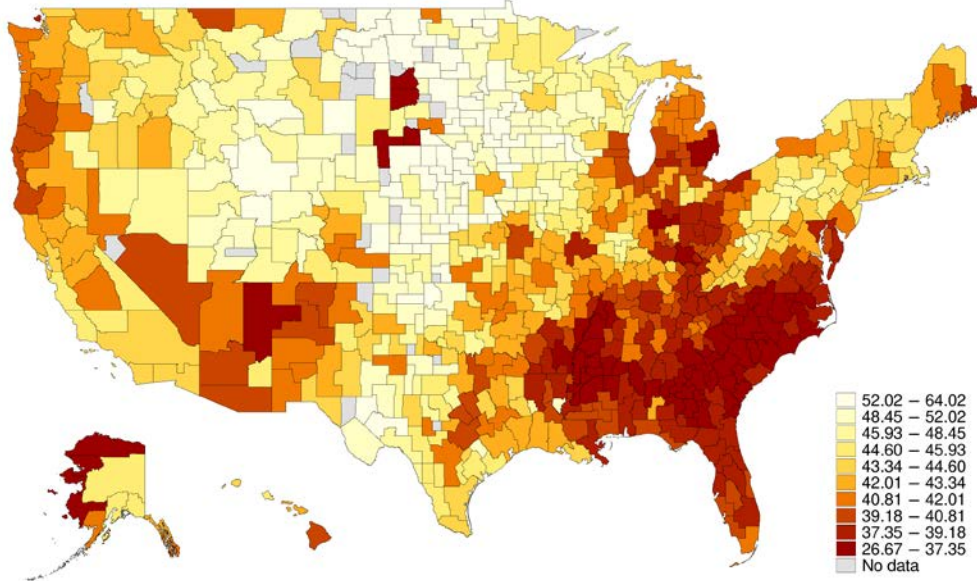 52.02 – 64.02
48.45 – 52.02
45.93 – 48.45
44.60 – 45.93
43.34 – 44.60
42.01 – 43.34
40.81 – 42.01
39.18 – 40.81
37.35 – 39.18
26.67 – 37.35
No data